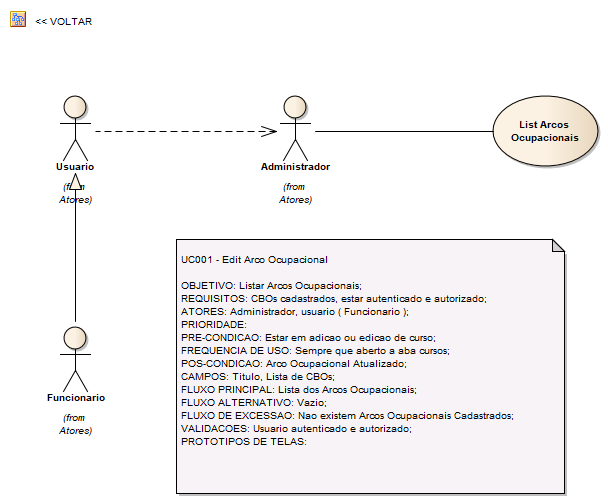 << VOLTAR
Usuario
(from
Atores)
Administrador
(from
Atores)
List Arcos
Ocupacionais
Funcionario
(from
Atores)
UC001 - Edit Arco Ocupacional
OBJETIVO: Listar Arcos Ocupacionais;
REQUISITOS: CBOs cadastrados, estar autenticado e autorizado;
ATORES: Administrador, usuario ( Funcionario );
PRIORIDADE:
PRE-CONDICAO: Estar em adicao ou edicao de curso;
FREQUENCIA DE USO: Sempre que aberto a aba cursos;
POS-CONDICAO: Arco Ocupacional Atualizado;
CAMPOS: Titulo, Lista de CBOs;
FLUXO PRINCIPAL: Lista dos Arcos Ocupacionais;
FLUXO ALTERNATIVO: Vazio;
FLUXO DE EXCESSAO: Nao existem Arcos Ocupacionais Cadastrados;
VALIDACOES: Usuario autenticado e autorizado;
PROTOTIPOS DE TELAS: